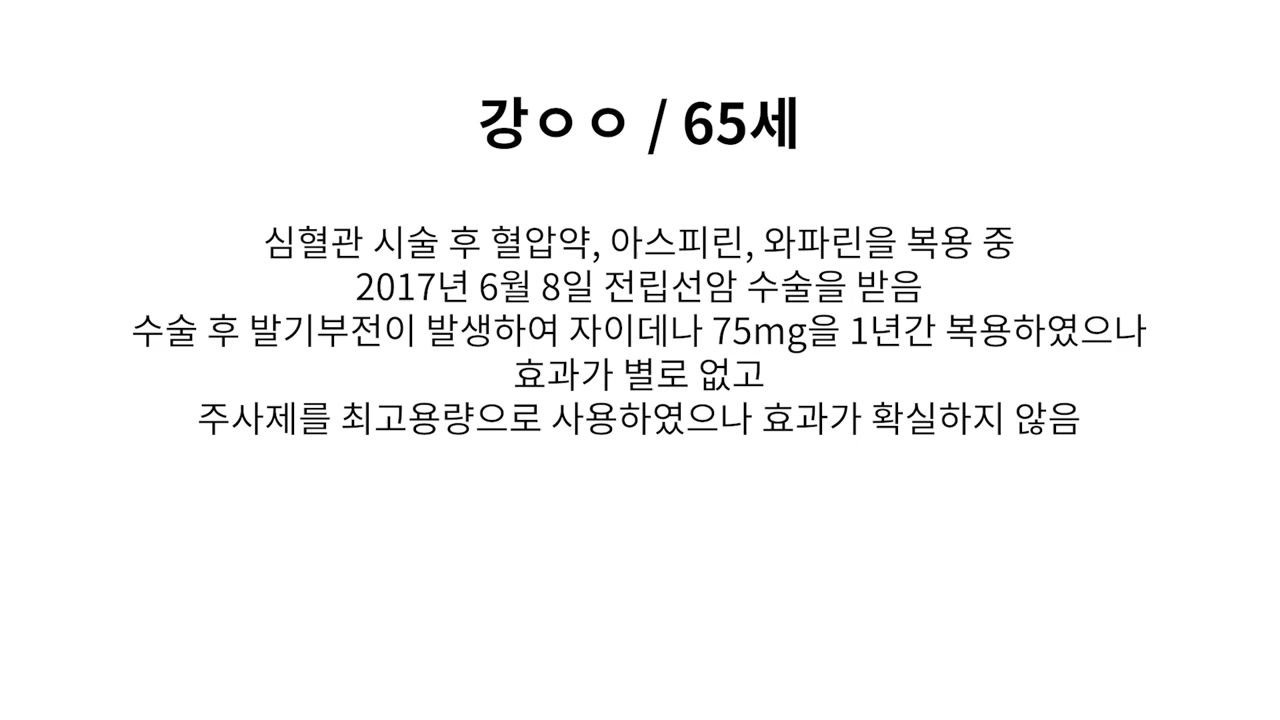 강ㅇㅇ / 65세
심혈관 시술 후 혈압약, 아스피린, 와파린을 복용 중
2017년 6월 8일 전립선암 수술을 받음
수술 후 발기부전이 발생하여 자이데나 75mg을 1년간 복용하였으나
효과가 별로 없고
주사제를 최고용량으로 사용하였으나 효과가 확실하지 않음